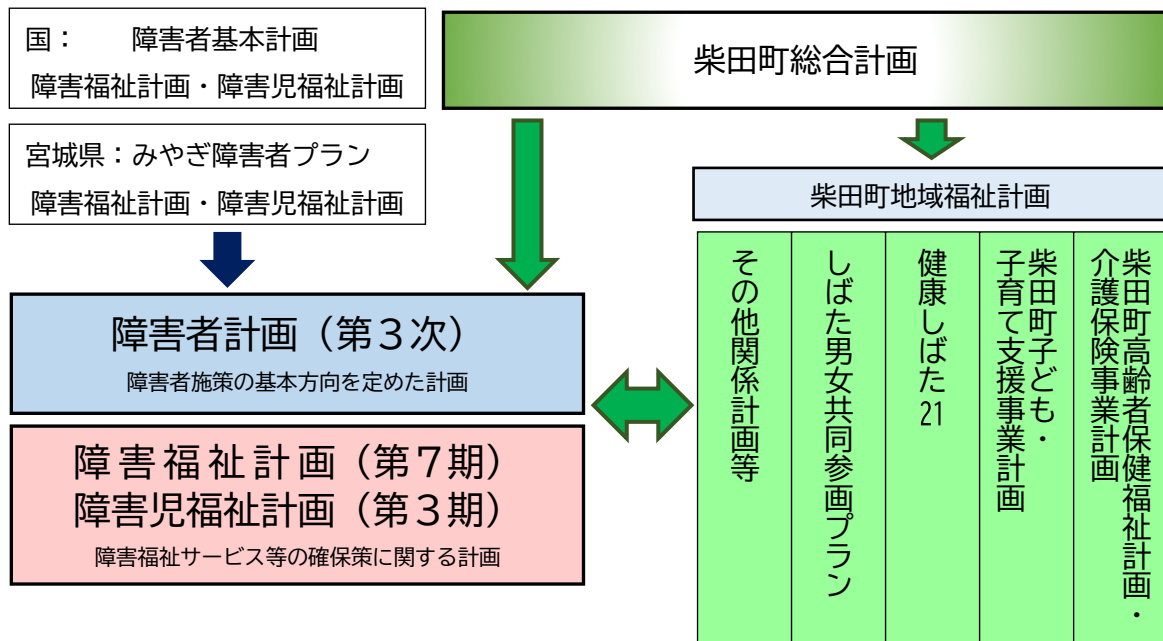 国： 障害者基本計画
障害福祉計画・障害児福祉計画
宮城県：みやぎ障害者プラン
障害福祉計画・障害児福祉計画
柴田町総合計画
柴田町地域福祉計画
障害者計画（第３次）
障害者施策の基本方向を定めた計画
障害福祉計画（第７期）
障害児福祉計画（第３期）
障害福祉サービス等の確保策に関する計画
柴田町高齢者保健福祉計画・
介護保険事業計画
柴田町子ども・
子育て支援事業計画
健康しばた21
しばた男女共同参画プラン
その他関係計画等